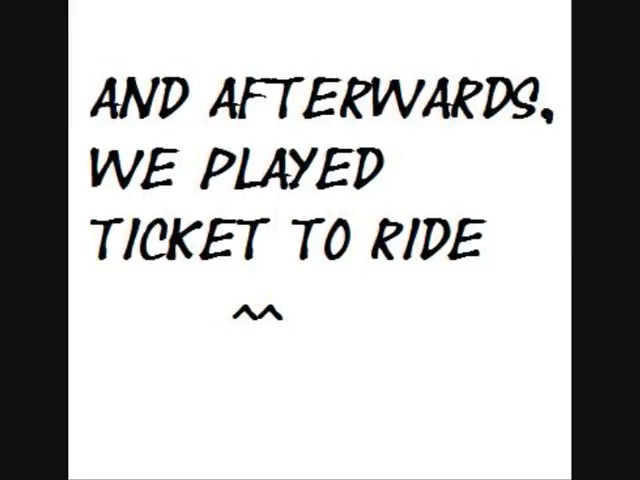 AND AFTERWARDS,
WE PLAYED
TICKET TO RIDE
^^